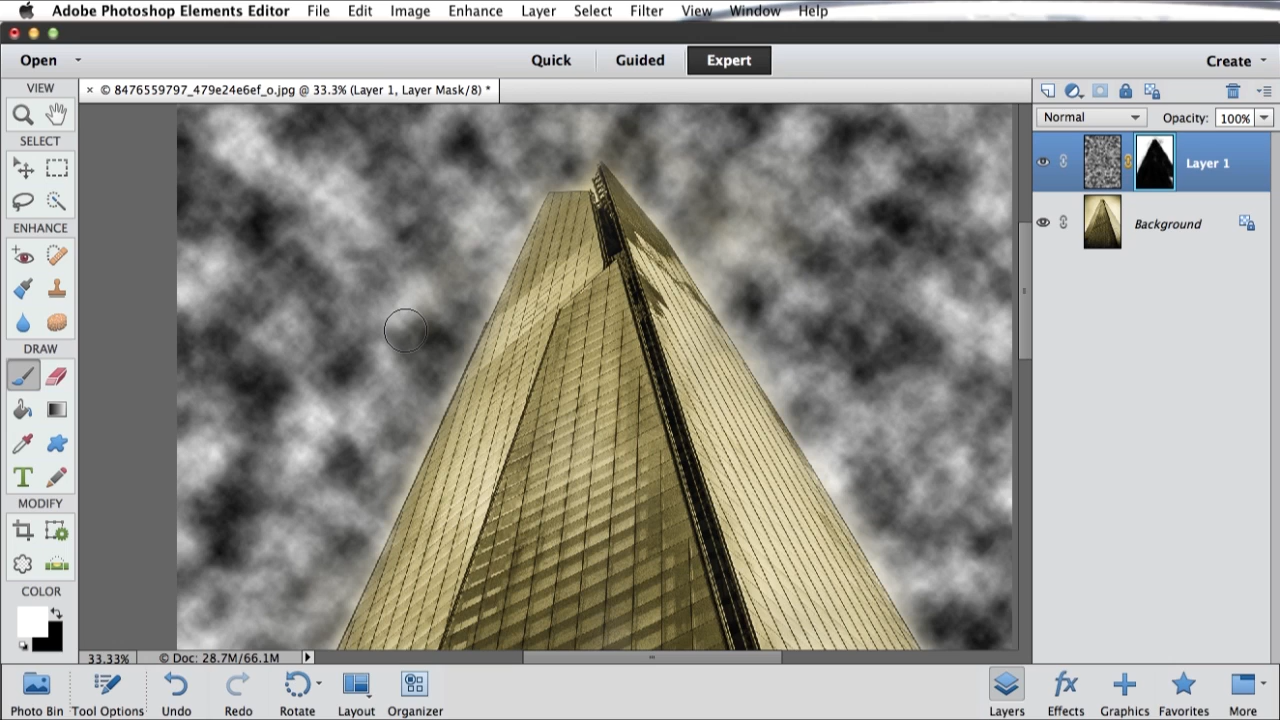 Adobe Photoshop Elements Editor File Edit Image Enhance Layer Select Filter View Window Help
Open Quick Guided Expert Create
VIEW
× © 8476559797_479e24e6ef_o.jpg @ 33.3% (Layer 1, Layer Mask/8) *
Normal Opacity: 100%
SELECT
Layer 1
Background
ENHANCE
DRAW
T
MODIFY
COLOR
33.33% © Doc: 28.7M/66.1M
fx
Photo Bin Tool Options Undo Redo Rotate Layout Organizer Layers Effects Graphics Favorites More